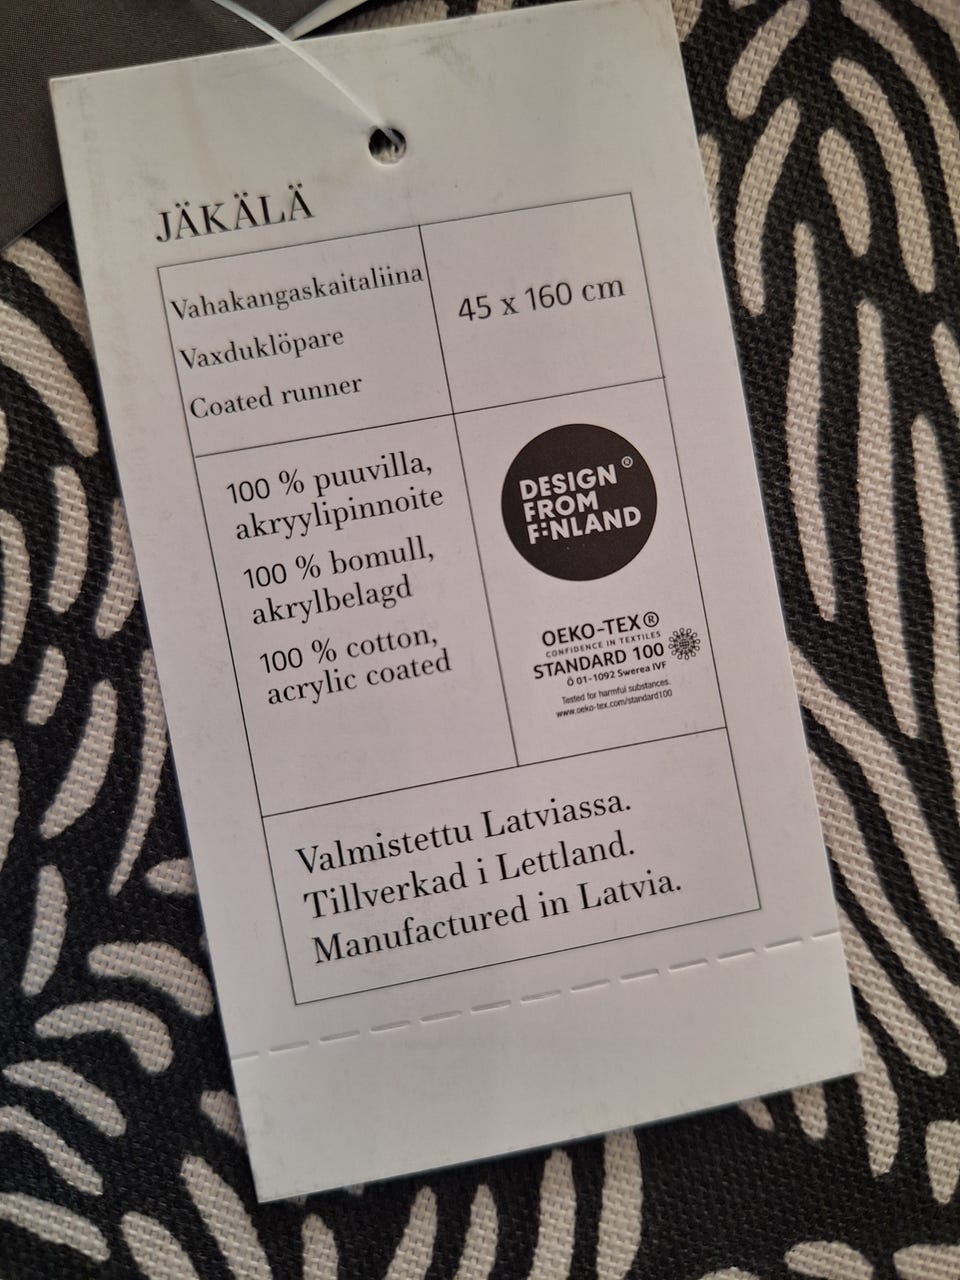 JÄKÄLÄ
Vahakangaskaitaliina
Vaxduklöpare
Coated runner
45 x 160 cm
100 % puuvilla,
akryylipinnoite
100 % bomull,
akrylbelagd
100 % cotton,
acrylic coated
DESIGN ®
FROM
FINLAND
OEKO-TEX®
CONFIDENCE IN TEXTILES
STANDARD 100
Ö 01-1092 Swerea IVF
Tested for harmful substances.
www.oeko-tex.com/standard100
Valmistettu Latviassa.
Tillverkad i Lettland.
Manufactured in Latvia.